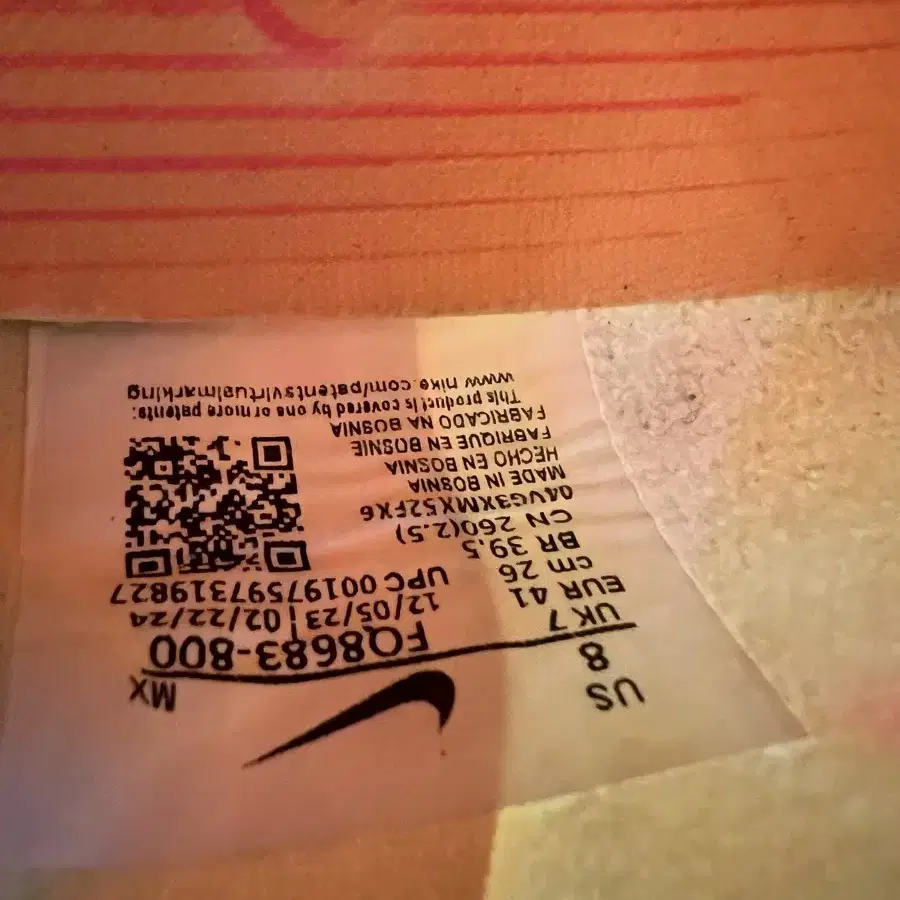 US
8
MX
UK 7
EUR 41
cm 26
BR 39.5
CN 260(2.5)
FQ8683-800
12/05/23 | 02/22/24
UPC 00197597319827
04VG3XMX52FX6
MADE IN BOSNIA
HECHO EN BOSNIA
FABRIQUE EN BOSNIE
FABRICADO NA BOSNIA
This product is covered by one or more patents:
www nike.com/patentsvirtualmarking